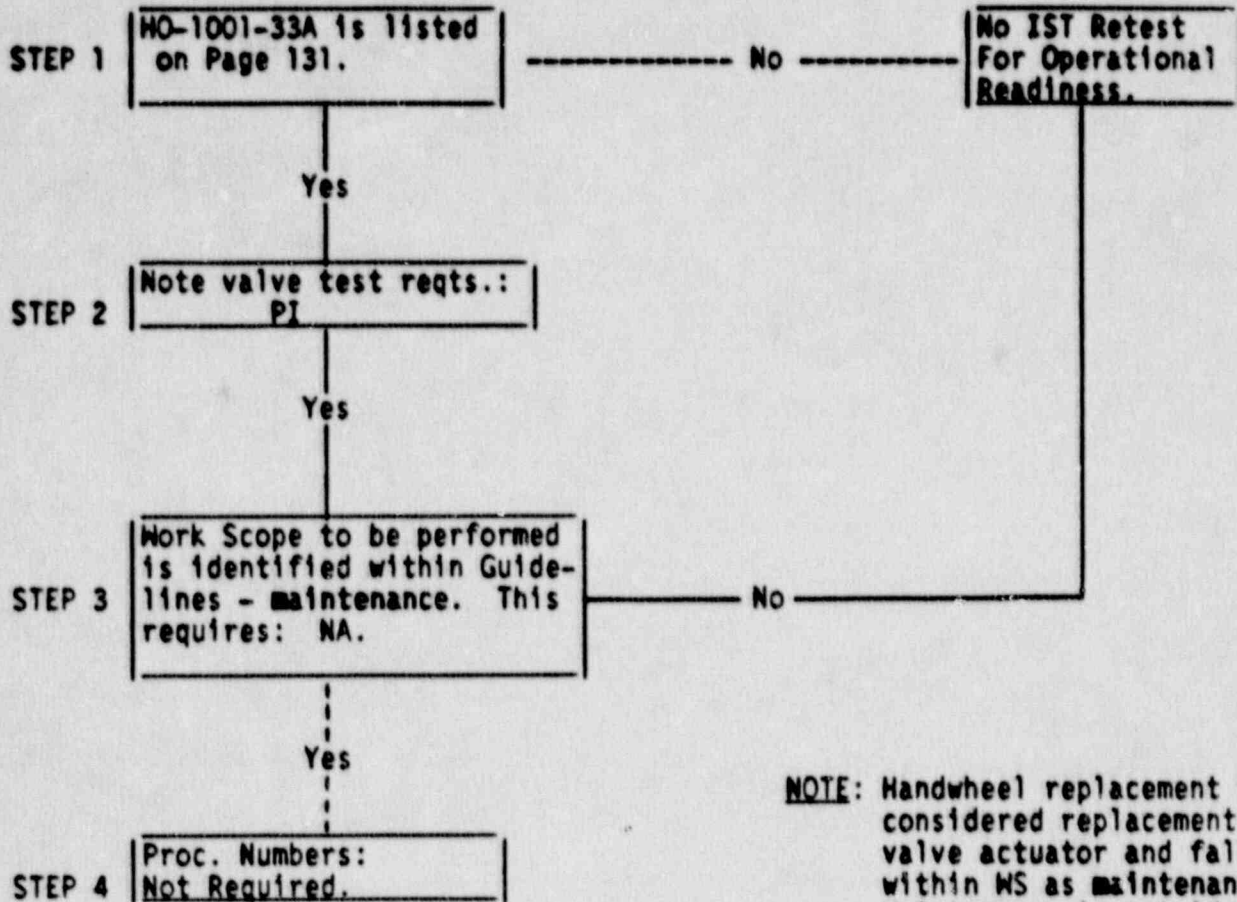 STEP 1
HO-1001-33A is listed
on Page 131.
No
No IST Retest
For Operational
Readiness.
Yes
STEP 2
Note valve test reqts.:
PI
Yes
STEP 3
Work Scope to be performed
is identified within Guide-
lines - maintenance. This
requires: NA.
No
Yes
STEP 4
Proc. Numbers:
Not Required.
NOTE: Handwheel replacement
considered replacement
valve actuator and fal
within WS as maintenan